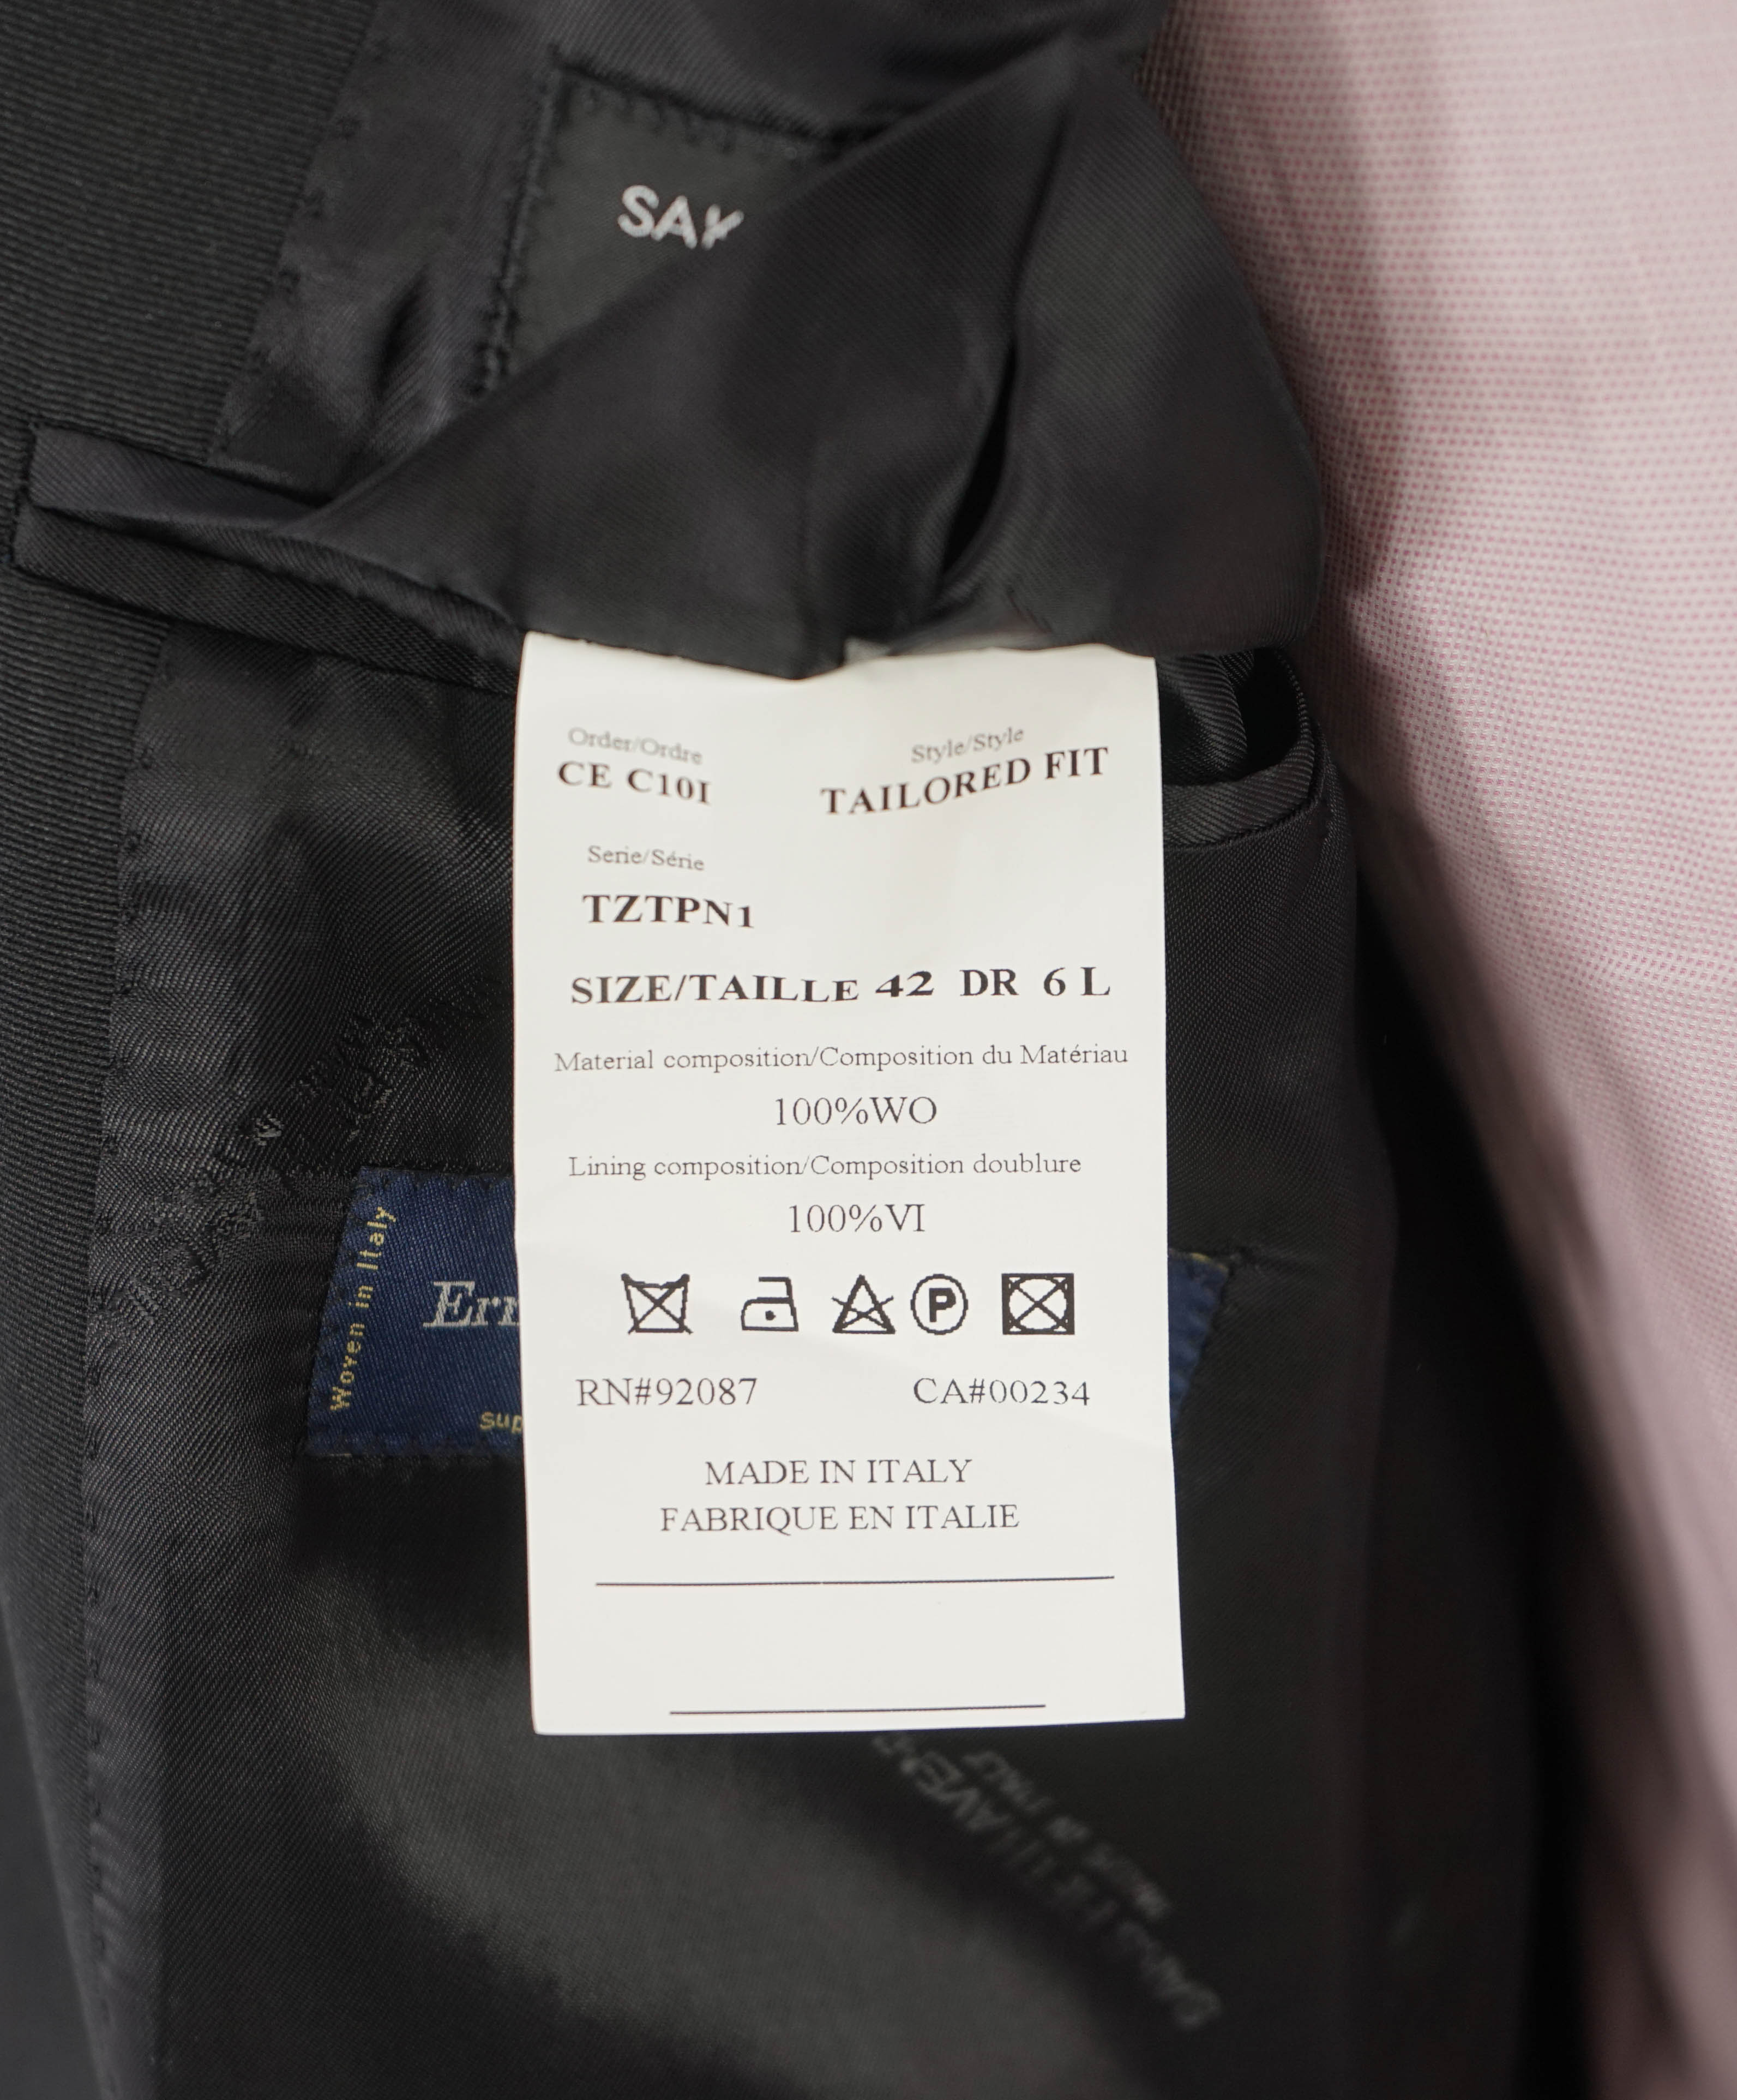 SAK
Order/Ordre
CE C10I
Style/Style
TAILORED FIT
Serie/Série
TZTPN1
SIZE/TAILLE 42 DR 6 L
Material composition/Composition du Matériau
100%WO
Lining composition/Composition doublure
100%VI
P
RN#92087 CA#00234
MADE IN ITALY
FABRIQUE EN ITALIE
Woven in Italy
Err
sup